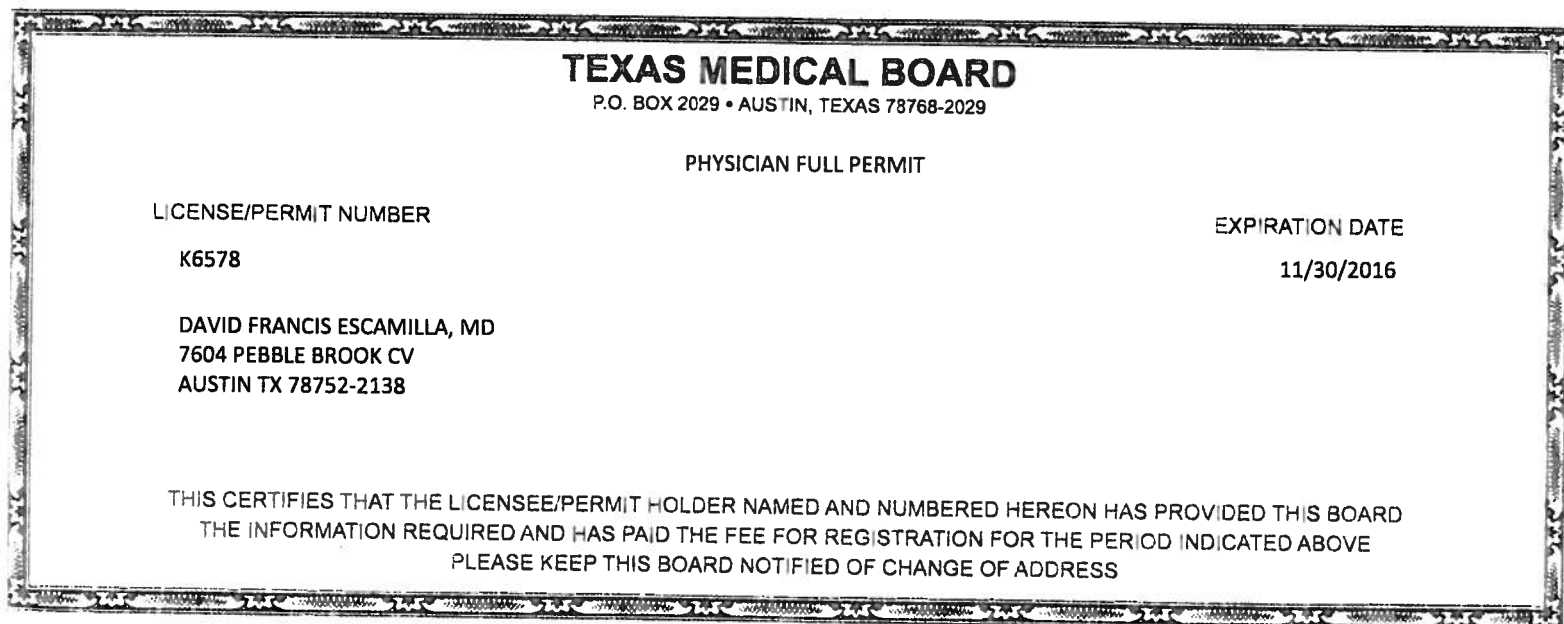 TEXAS MEDICAL BOARD
P.O. BOX 2029 • AUSTIN, TEXAS 78768-2029
PHYSICIAN FULL PERMIT
LICENSE/PERMIT NUMBER
EXPIRATION DATE
K6578
11/30/2016
DAVID FRANCIS ESCAMILLA, MD
7604 PEBBLE BROOK CV
AUSTIN TX 78752-2138
THIS CERTIFIES THAT THE LICENSEE/PERMIT HOLDER NAMED AND NUMBERED HEREON HAS PROVIDED THIS BOARD
THE INFORMATION REQUIRED AND HAS PAID THE FEE FOR REGISTRATION FOR THE PERIOD INDICATED ABOVE
PLEASE KEEP THIS BOARD NOTIFIED OF CHANGE OF ADDRESS